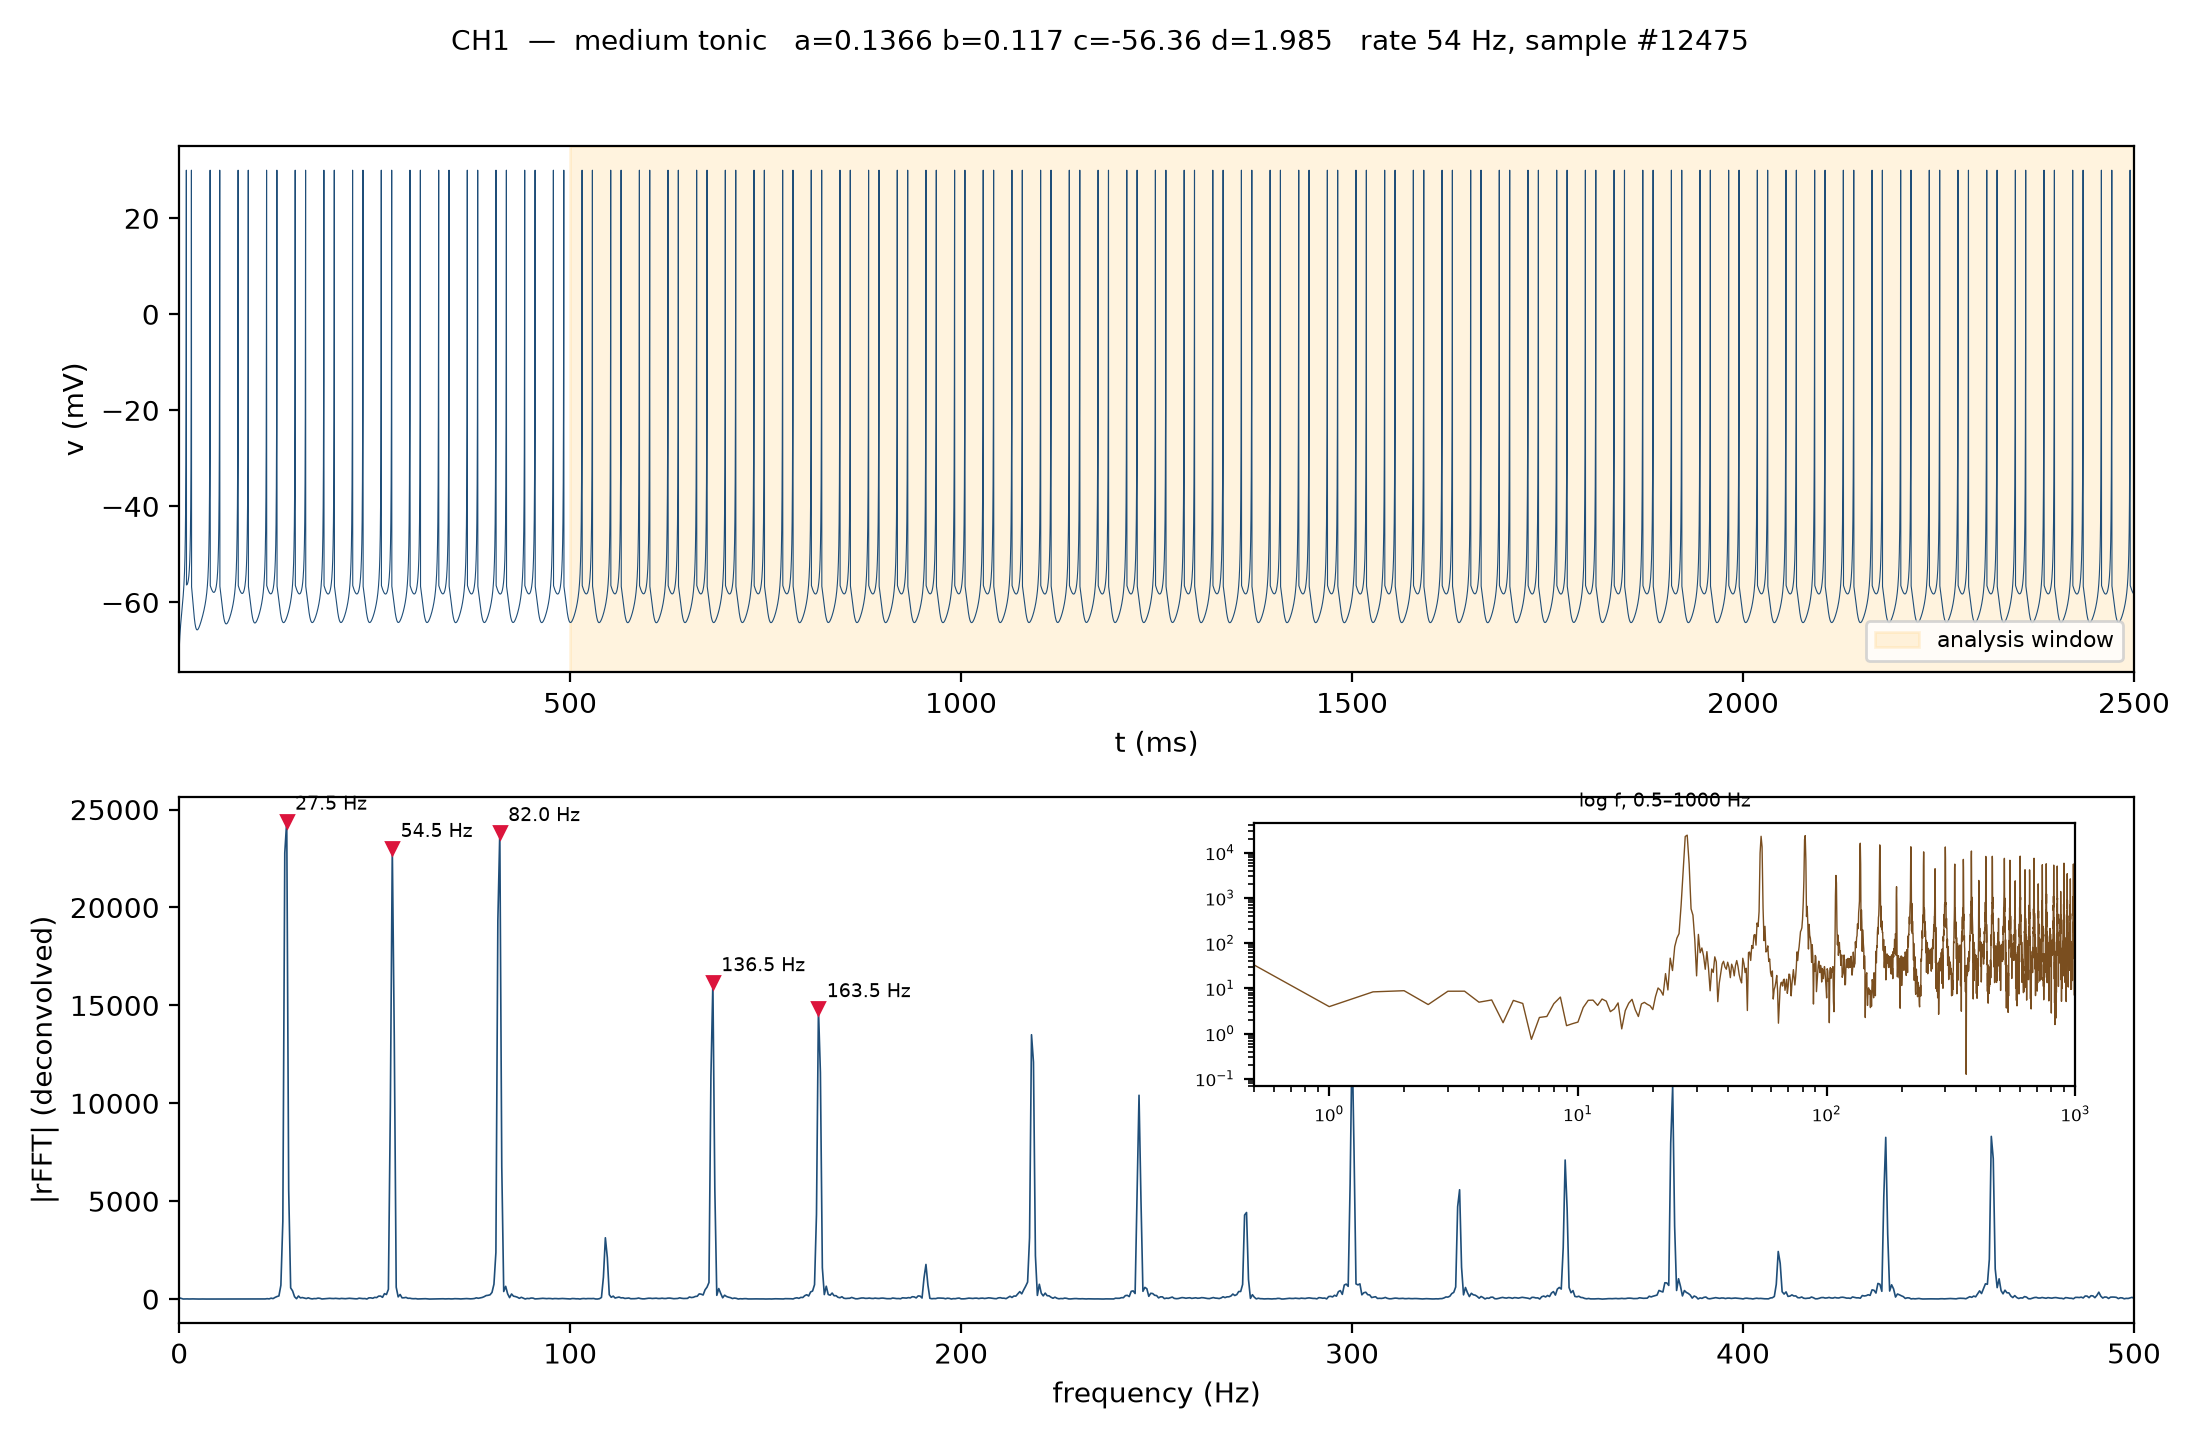 CH1 — medium tonic a=0.1366 b=0.117 c=-56.36 d=1.985 rate 54 Hz, sample #12475
20
0
−20
−40
−60
v (mV)
analysis window
500
1000
1500
2000
2500
t (ms)
25000
20000
15000
10000
5000
0
|rFFT| (deconvolved)
27.5 Hz
54.5 Hz
82.0 Hz
136.5 Hz
163.5 Hz
log f, 0.5–1000 Hz
10⁴
10³
10²
10¹
10⁰
10⁻¹
10⁰
10¹
10²
10³
0
100
200
300
400
500
frequency (Hz)